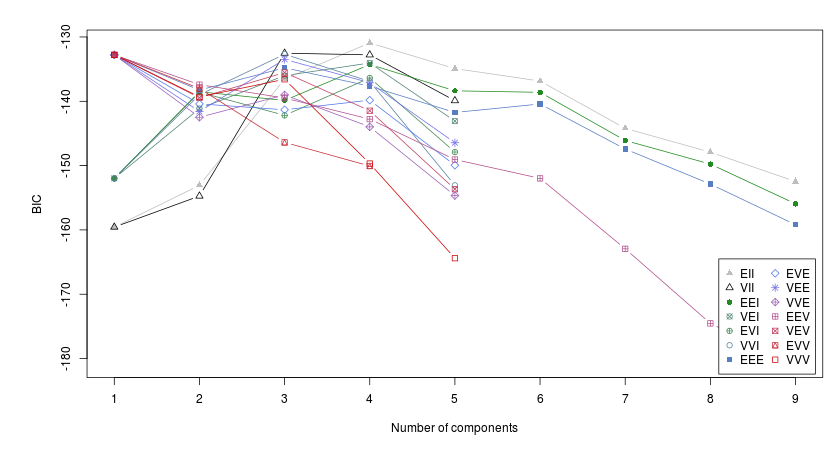 -130
-140
-150
-160
-170
-180
BIC
1 2 3 4 5 6 7 8 9
Number of components
EII EVE
VII VEE
EEI VVE
VEI EEV
EVI VEV
VVI EVV
EEE VVV